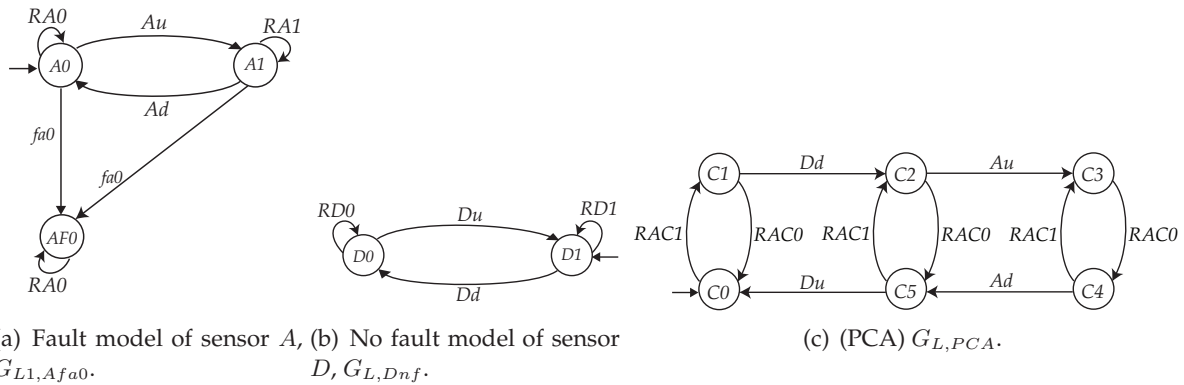 RA0
Au
RA1
A0
A1
Ad
fa0
fa0
AF0
RA0
RD0
Du
RD1
D0
D1
Dd
C1
Dd
C2
Au
C3
RAC1
RAC0
RAC1
RAC0
RAC1
RAC0
C0
Du
C5
Ad
C4
a) Fault model of sensor A,
G_{L1,Afa0}.
(b) No fault model of sensor
D, G_{L,Dnf}.
(c) (PCA) G_{L,PCA}.